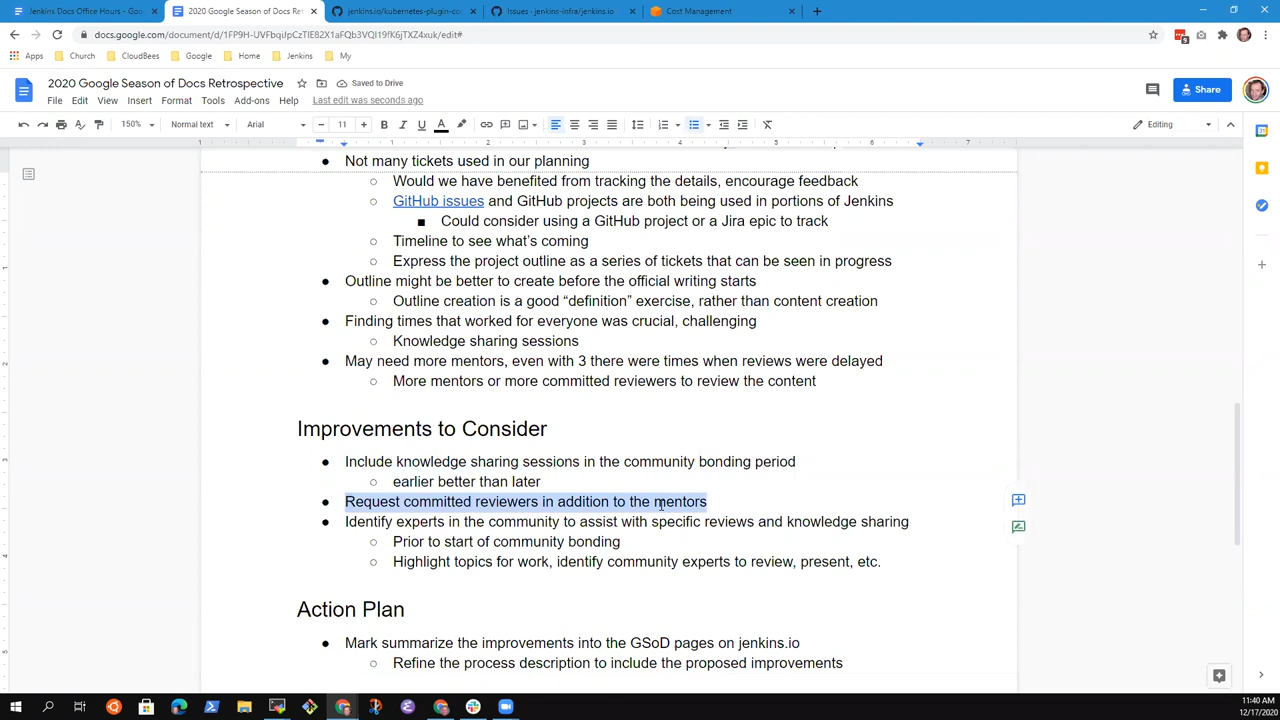 Jenkins Docs Office Hours - Goo
2020 Google Season of Docs Ret
jenkins.io/kubernetes-plugin-co
Issues · jenkins-infra/jenkins.io
Cost Management
docs.google.com/document/d/1FP9H-UVFbqUpCzTlE82X1aFQb3VQI19fK6jTXZ4xuk/edit#
Apps Church CloudBees Google Home Jenkins My
2020 Google Season of Docs Retrospective
Saved to Drive
File Edit View Insert Format Tools Add-ons Help Last edit was seconds ago
Share
150% Normal text Arial 11 Editing
Not many tickets used in our planning
Would we have benefited from tracking the details, encourage feedback
GitHub issues and GitHub projects are both being used in portions of Jenkins
Could consider using a GitHub project or a Jira epic to track
Timeline to see what's coming
Express the project outline as a series of tickets that can be seen in progress
Outline might be better to create before the official writing starts
Outline creation is a good “definition” exercise, rather than content creation
Finding times that worked for everyone was crucial, challenging
Knowledge sharing sessions
May need more mentors, even with 3 there were times when reviews were delayed
More mentors or more committed reviewers to review the content
Improvements to Consider
Include knowledge sharing sessions in the community bonding period
earlier better than later
Request committed reviewers in addition to the mentors
Identify experts in the community to assist with specific reviews and knowledge sharing
Prior to start of community bonding
Highlight topics for work, identify community experts to review, present, etc.
Action Plan
Mark summarize the improvements into the GSoD pages on jenkins.io
Refine the process description to include the proposed improvements
11:40 AM
12/17/2020